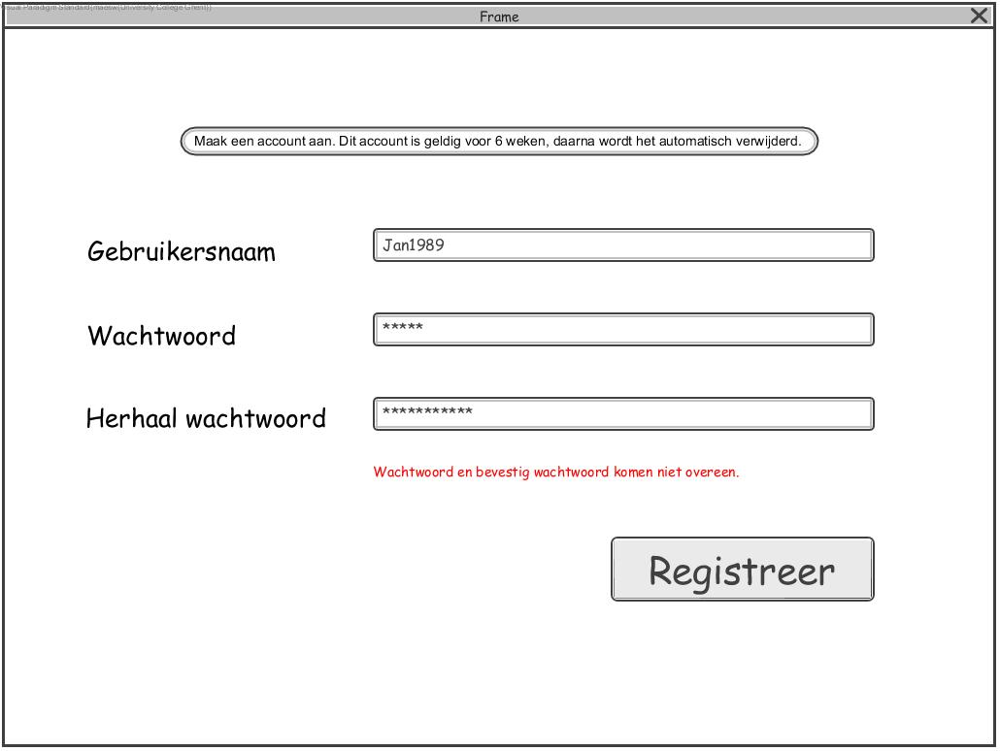 Visual Paradigm Standard(maesw(University College Ghent))
Frame
Maak een account aan. Dit account is geldig voor 6 weken, daarna wordt het automatisch verwijderd.
Gebruikersnaam
Jan1989
Wachtwoord
*****
Herhaal wachtwoord
***********
Wachtwoord en bevestig wachtwoord komen niet overeen.
Registreer